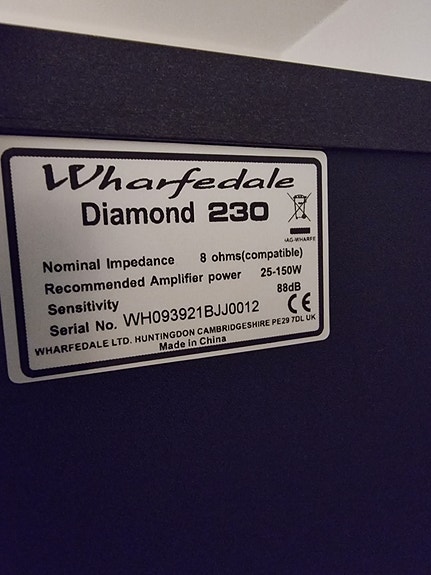 Wharfedale
Diamond 230
IAG-WHARFE
Nominal Impedance 8 ohms(compatible)
Recommended Amplifier power 25-150W
Sensitivity 88dB
Serial No. WH093921BJJ0012
CE
WHARFEDALE LTD. HUNTINGDON CAMBRIDGESHIRE PE29 7DL UK
Made in China